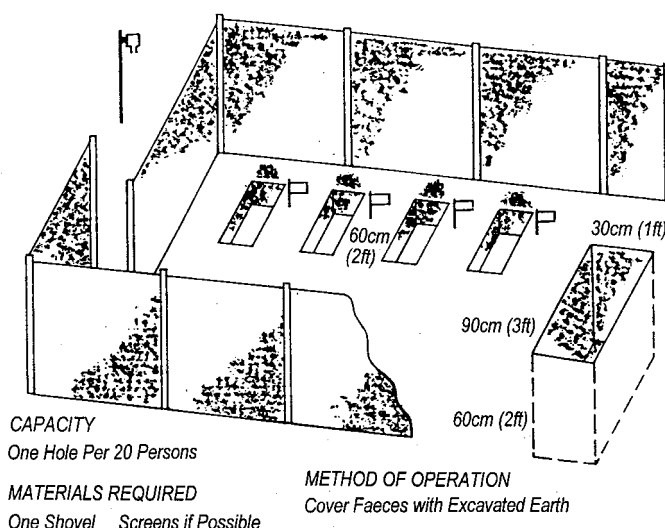 60cm
(2ft)
30cm (1ft)
90cm (3ft)
60cm (2ft)
CAPACITY
One Hole Per 20 Persons
METHOD OF OPERATION
Cover Faeces with Excavated Earth
MATERIALS REQUIRED
One Shovel Screens if Possible